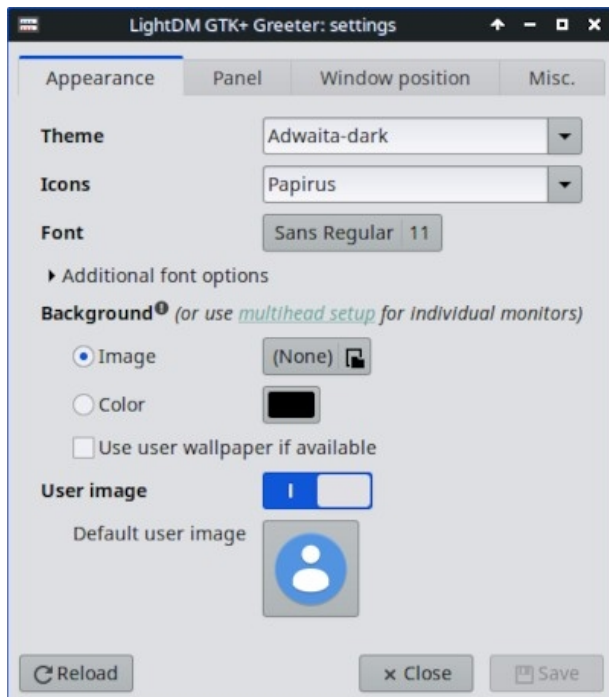 LightDM GTK+ Greeter: settings
Appearance Panel Window position Misc.
Theme Adwaita-dark
Icons Papirus
Font Sans Regular 11
Additional font options
Background (or use multihead setup for individual monitors)
Image (None)
Color
Use user wallpaper if available
User image
Default user image
Reload Close Save